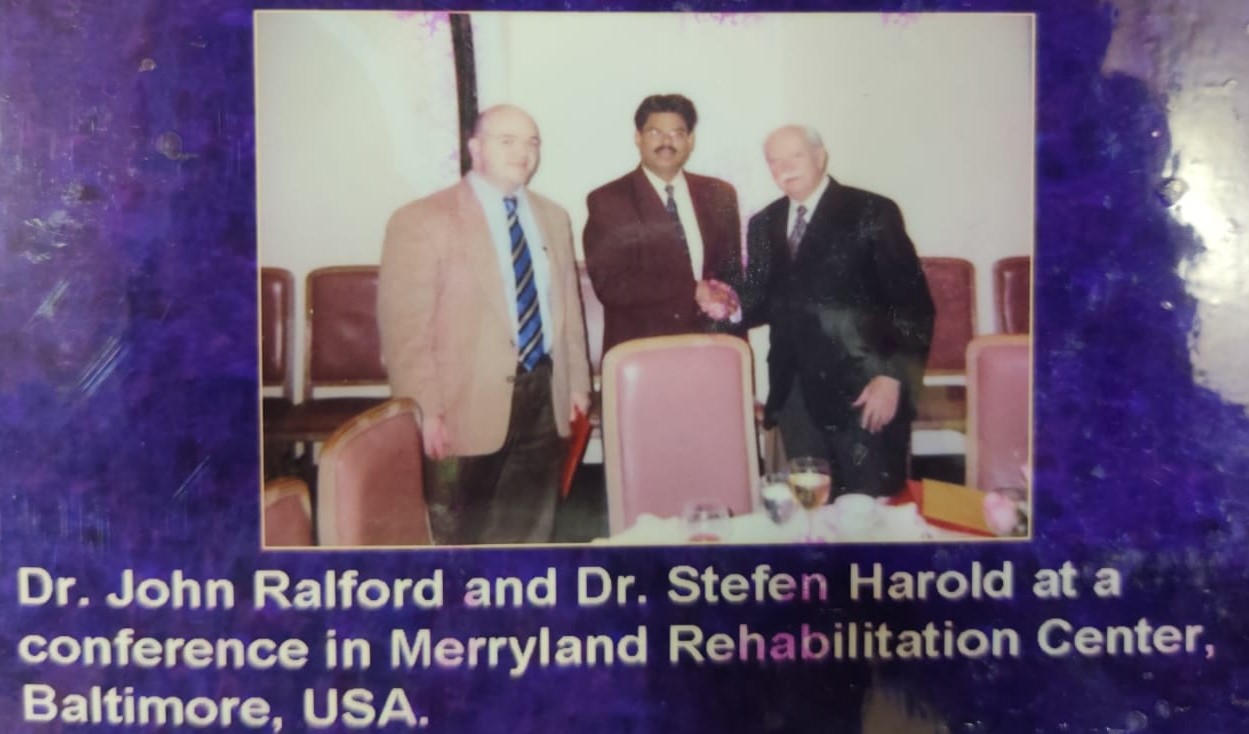 Dr. John Ralford and Dr. Stefen Harold at a
conference in Merryland Rehabilitation Center,
Baltimore, USA.